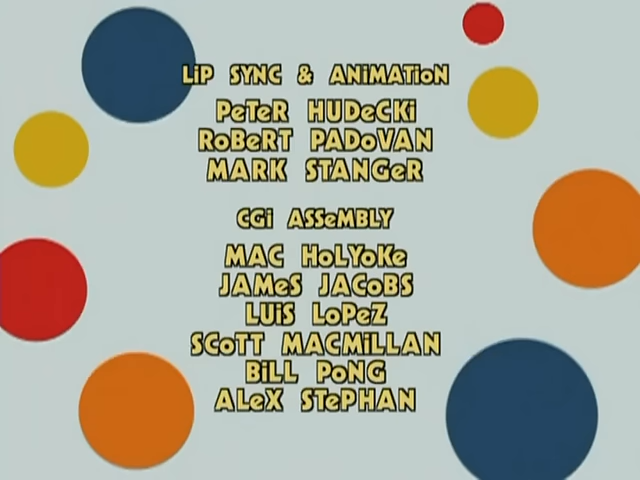 LiP SYNC & ANiMATioN
PeTeR HUDeCKi
RoBeRT PADoVAN
MARK STANGeR
CGi ASSeMBLY
MAC HoLYoKe
JAMeS JACoBS
LUiS LoPeZ
SCoTT MACMiLLAN
BiLL PoNG
ALeX STePHAN